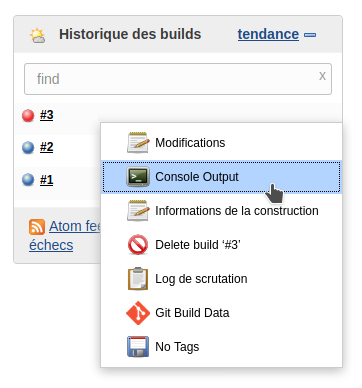 Historique des builds tendance
find x
#3
#2
#1
Atom fee
échecs
Modifications
Console Output
Informations de la construction
Delete build ‘#3’
Log de scrutation
Git Build Data
No Tags